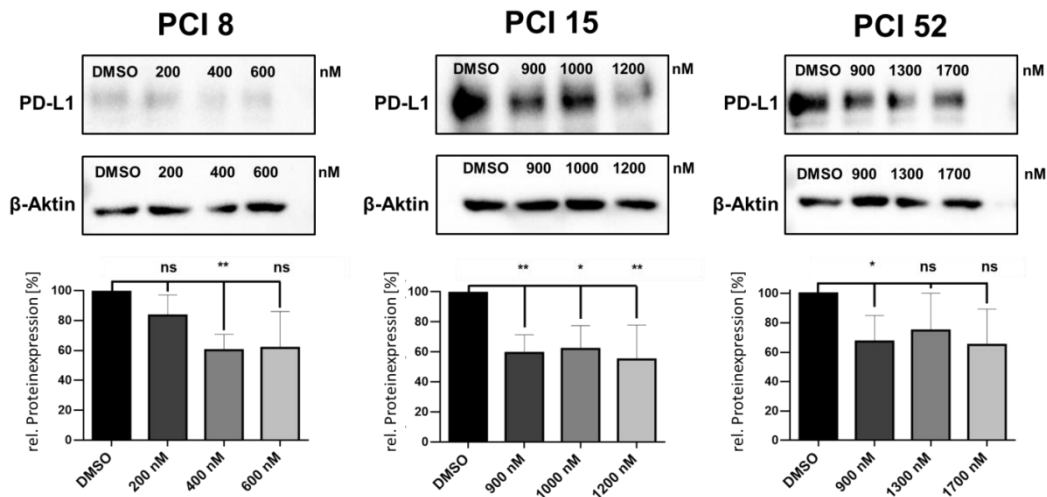 PCI 8
PCI 15
PCI 52
DMSO 200 400 600 nM
PD-L1
DMSO 900 1000 1200 nM
PD-L1
DMSO 900 1300 1700 nM
PD-L1
DMSO 200 400 600 nM
β-Aktin
DMSO 900 1000 1200 nM
β-Aktin
DMSO 900 1300 1700 nM
β-Aktin
ns ** ns
rel. Proteinexpression [%]
100
80
60
40
20
0
DMSO 200 nM 400 nM 600 nM
** * **
rel. Proteinexpression [%]
100
80
60
40
20
0
DMSO 900 nM 1000 nM 1200 nM
* ns ns
rel. Proteinexpression [%]
100
80
60
40
20
0
DMSO 900 nM 1300 nM 1700 nM